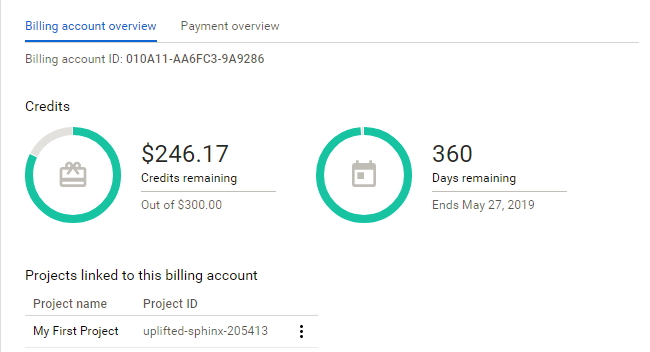 Billing account overview Payment overview
Billing account ID: 010A11-AA6FC3-9A9286
Credits
$246.17
Credits remaining
Out of $300.00
360
Days remaining
Ends May 27, 2019
Projects linked to this billing account
Project name Project ID
My First Project uplifted-sphinx-205413